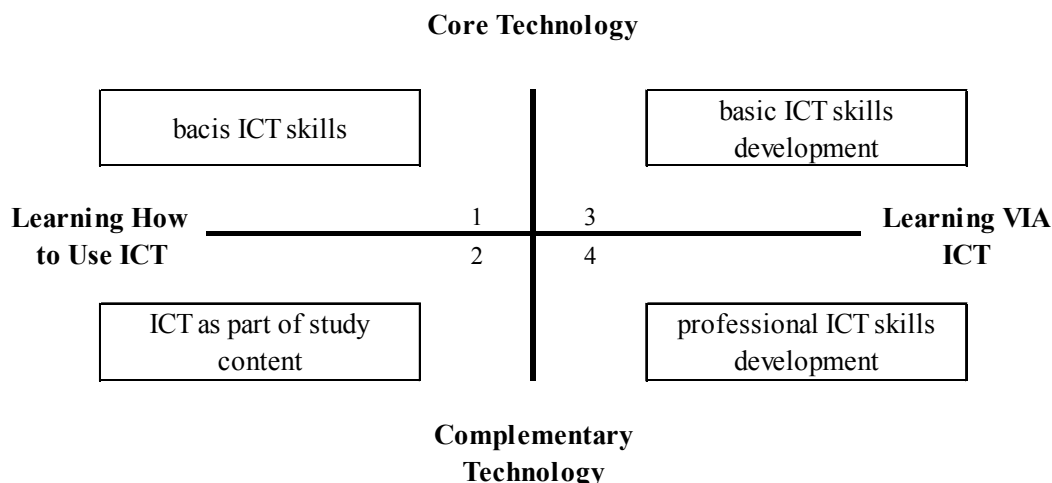 Core Technology
bacis ICT skills
basic ICT skills
development
Learning How
to Use ICT
1
3
2
4
Learning VIA
ICT
ICT as part of study
content
professional ICT skills
development
Complementary
Technology